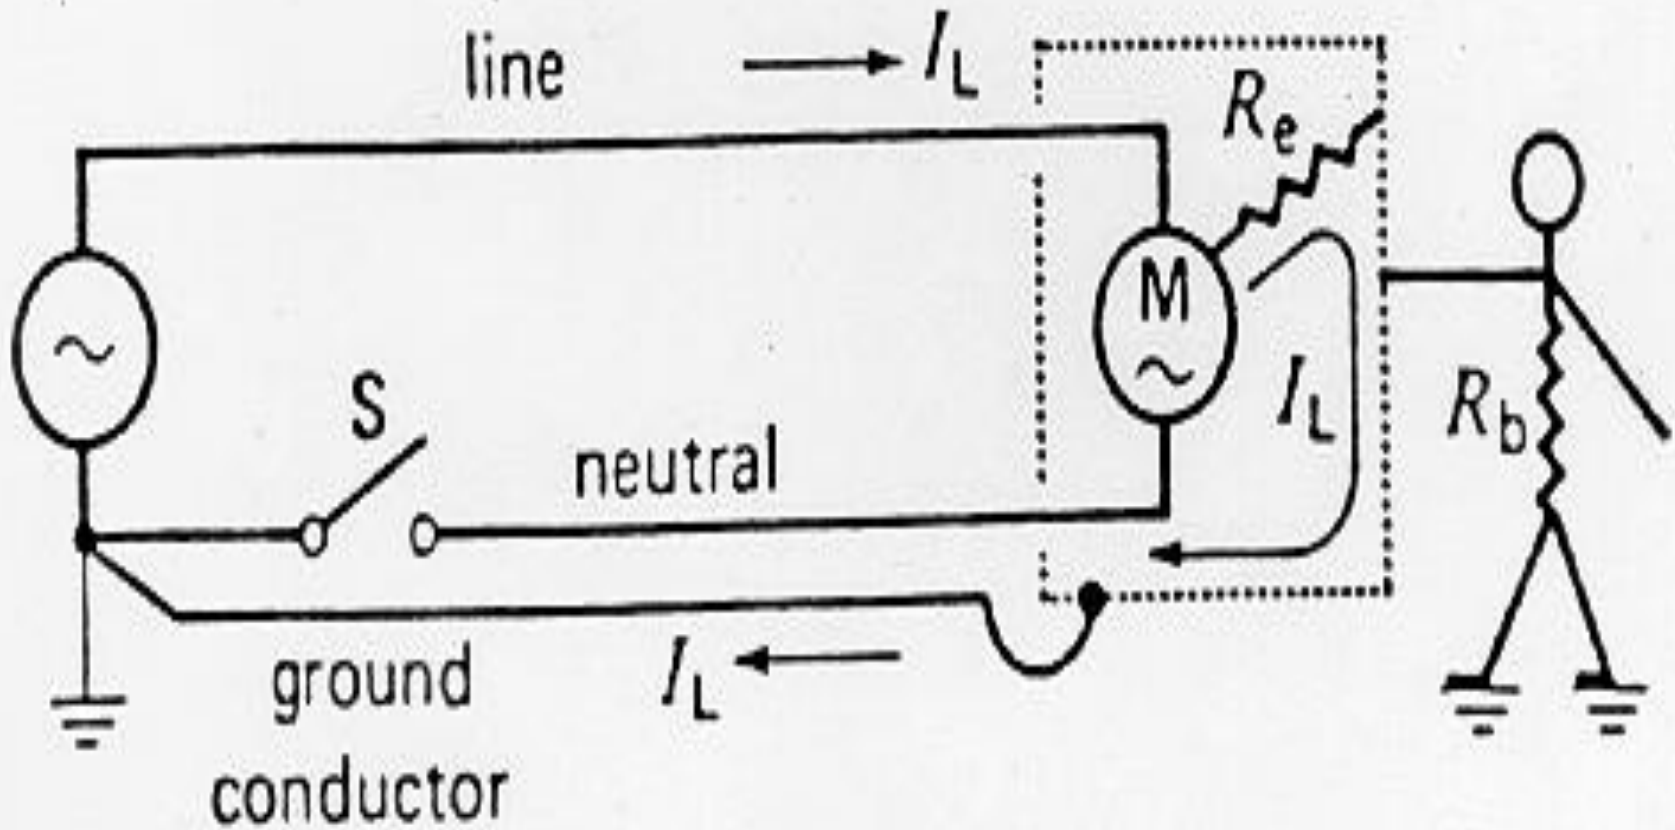 line
I_L
R_e
M
~
~
S
I_L
R_b
neutral
ground
conductor
I_L